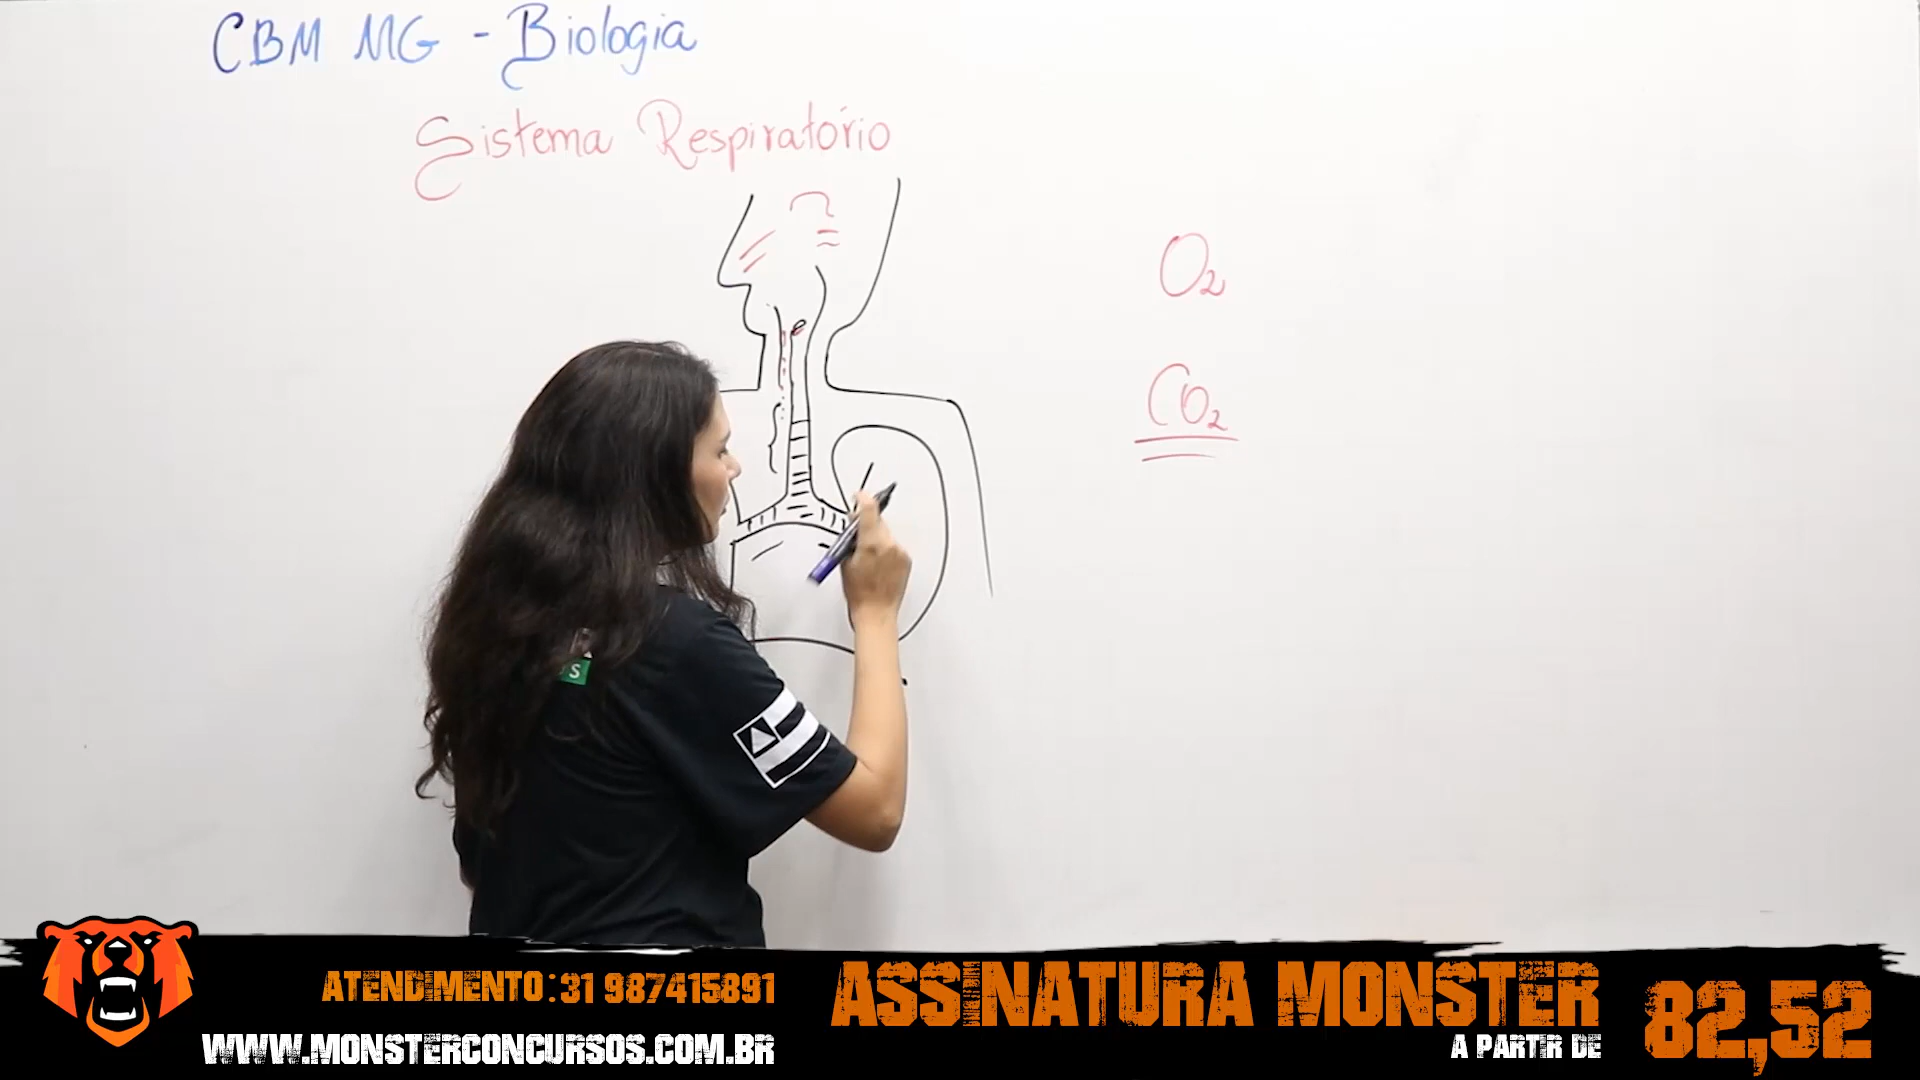 CBM MG - Biologia
Sistema Respiratório
O₂
CO₂
S
ATENDIMENTO: 31 987415891
WWW.MONSTERCONCURSOS.COM.BR
ASSINATURA MONSTER
A PARTIR DE
82,52